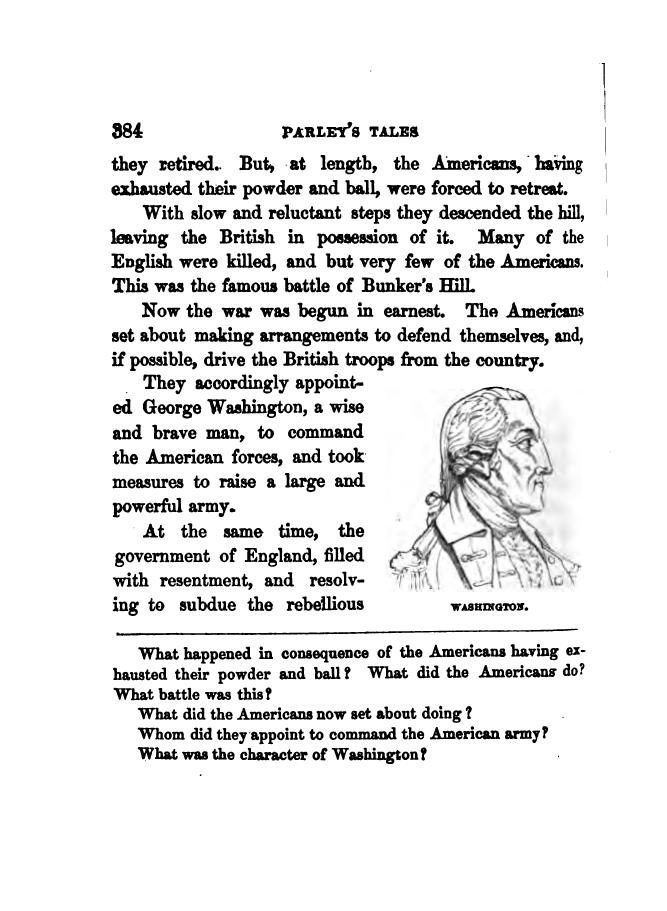 384 PARLEY'S TALES
they retired. But, at length, the Americans, having
exhausted their powder and ball, were forced to retreat.
With slow and reluctant steps they descended the hill,
leaving the British in possession of it. Many of the
English were killed, and but very few of the Americans.
This was the famous battle of Bunker's Hill.
Now the war was begun in earnest. The Americans
set about making arrangements to defend themselves, and,
if possible, drive the British troops from the country.
They accordingly appoint-
ed George Washington, a wise
and brave man, to command
the American forces, and took
measures to raise a large and
powerful army.
At the same time, the
government of England, filled
with resentment, and resolv-
ing to subdue the rebellious
WASHINGTON.
What happened in consequence of the Americans having ex-
hausted their powder and ball? What did the Americans do?
What battle was this?
What did the Americans now set about doing?
Whom did they appoint to command the American army?
What was the character of Washington?